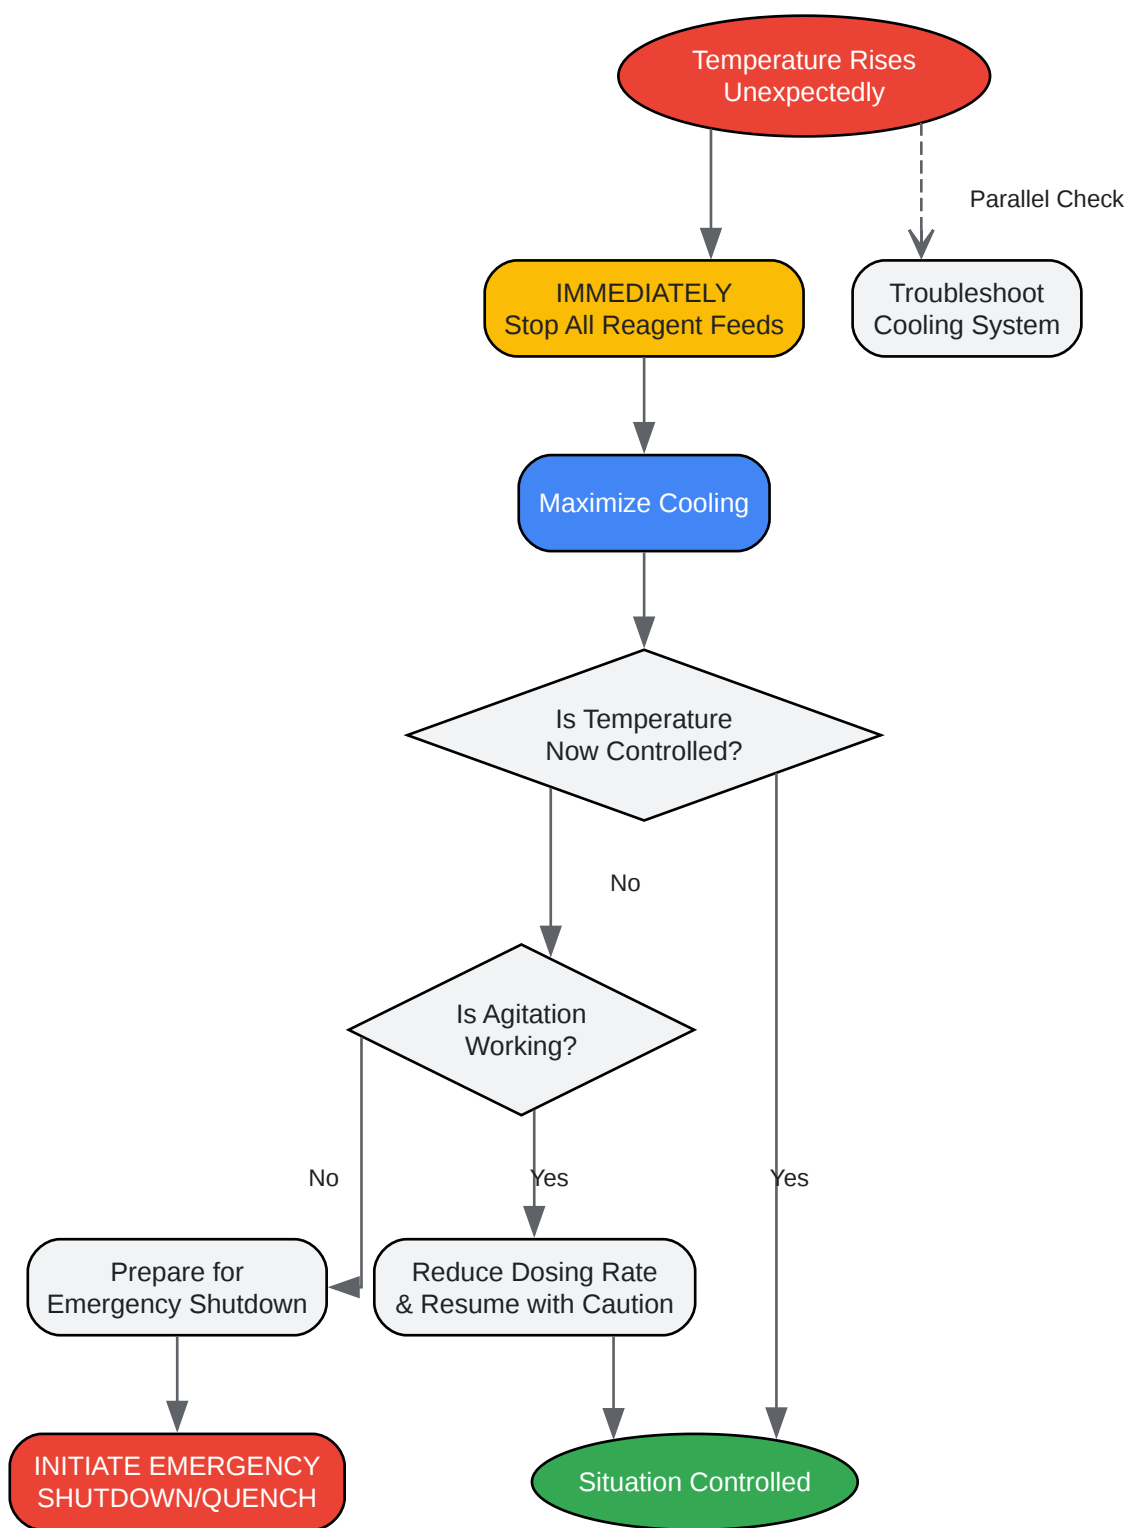 Temperature Rises
Unexpectedly
Parallel Check
IMMEDIATELY
Stop All Reagent Feeds
Troubleshoot
Cooling System
Maximize Cooling
Is Temperature
Now Controlled?
No
Is Agitation
Working?
No
Yes
Yes
Prepare for
Emergency Shutdown
Reduce Dosing Rate
& Resume with Caution
INITIATE EMERGENCY
SHUTDOWN/QUENCH
Situation Controlled